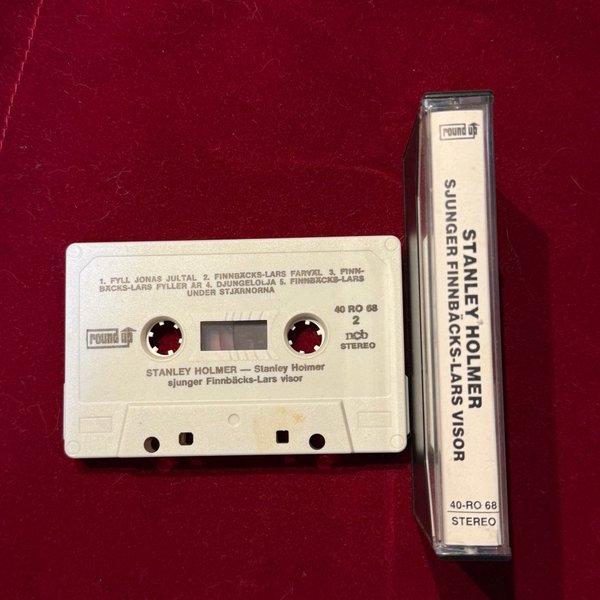 1. FYLL JONAS JULTAL 2. FINNBÄCKS-LARS FARVÄL 3. FINN-
BÄCKS-LARS FYLLER ÅR 4. DJUNGELOLJA 5. FINNBÄCKS-LARS
UNDER STJÄRNORNA
40 RO 68
2
ncb
STEREO
round up
STANLEY HOLMER — Stanley Holmer
sjunger Finnbäcks-Lars visor
round up
STANLEY HOLMER
SJUNGER FINNBÄCKS-LARS VISOR
40-RO 68
STEREO